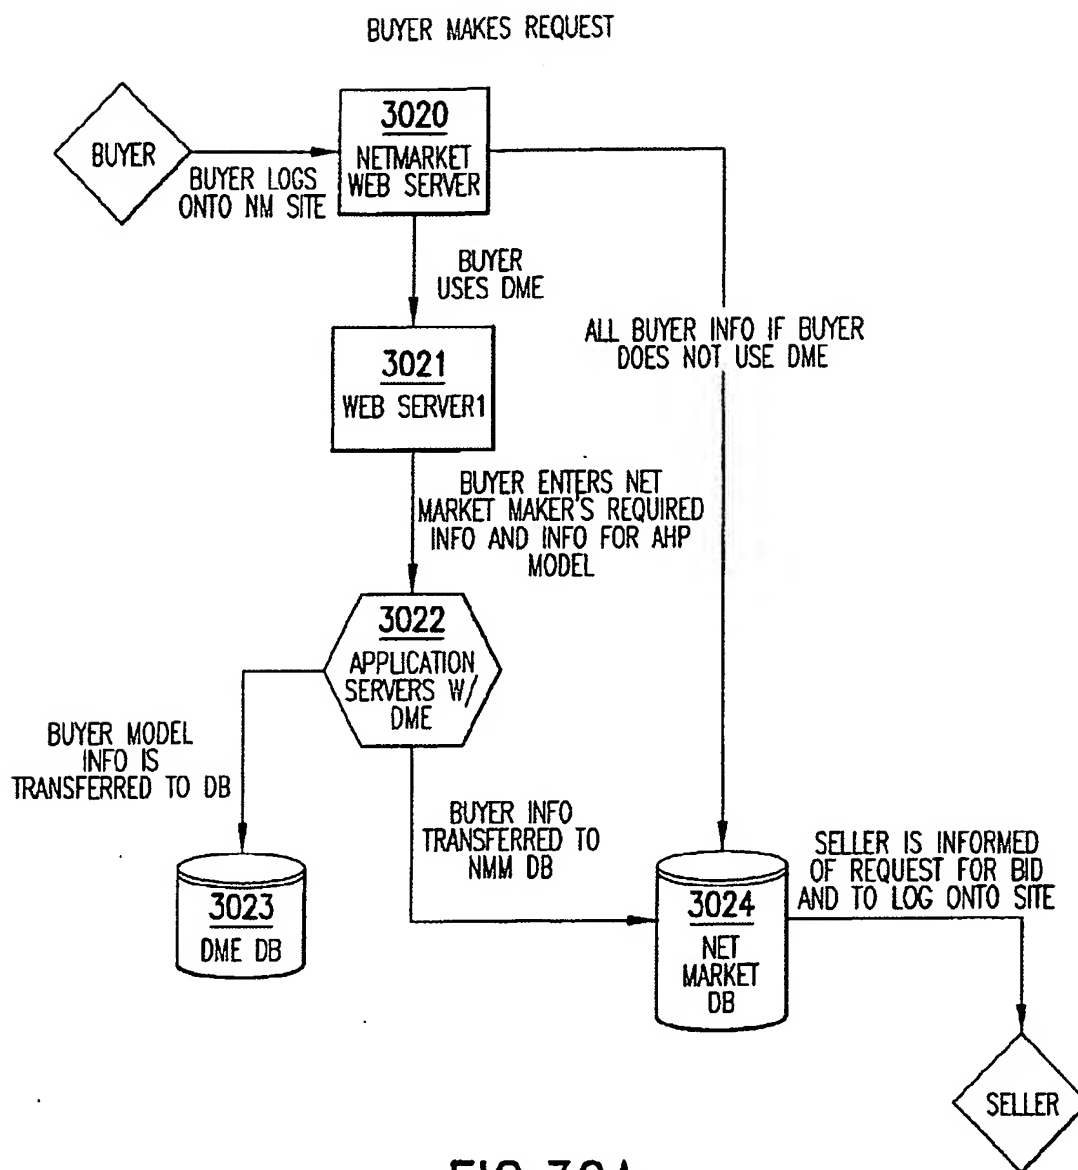 BUYER MAKES REQUEST
BUYER
BUYER LOGS
ONTO NM SITE
3020
NETMARKET
WEB SERVER
BUYER
USES DME
ALL BUYER INFO IF BUYER
DOES NOT USE DME
3021
WEB SERVER1
BUYER ENTERS NET
MARKET MAKER'S REQUIRED
INFO AND INFO FOR AHP
MODEL
3022
APPLICATION
SERVERS W/
DME
BUYER MODEL
INFO IS
TRANSFERRED TO DB
BUYER INFO
TRANSFERRED TO
NMM DB
SELLER IS INFORMED
OF REQUEST FOR BID
AND TO LOG ONTO SITE
3023
DME DB
3024
NET
MARKET
DB
SELLER